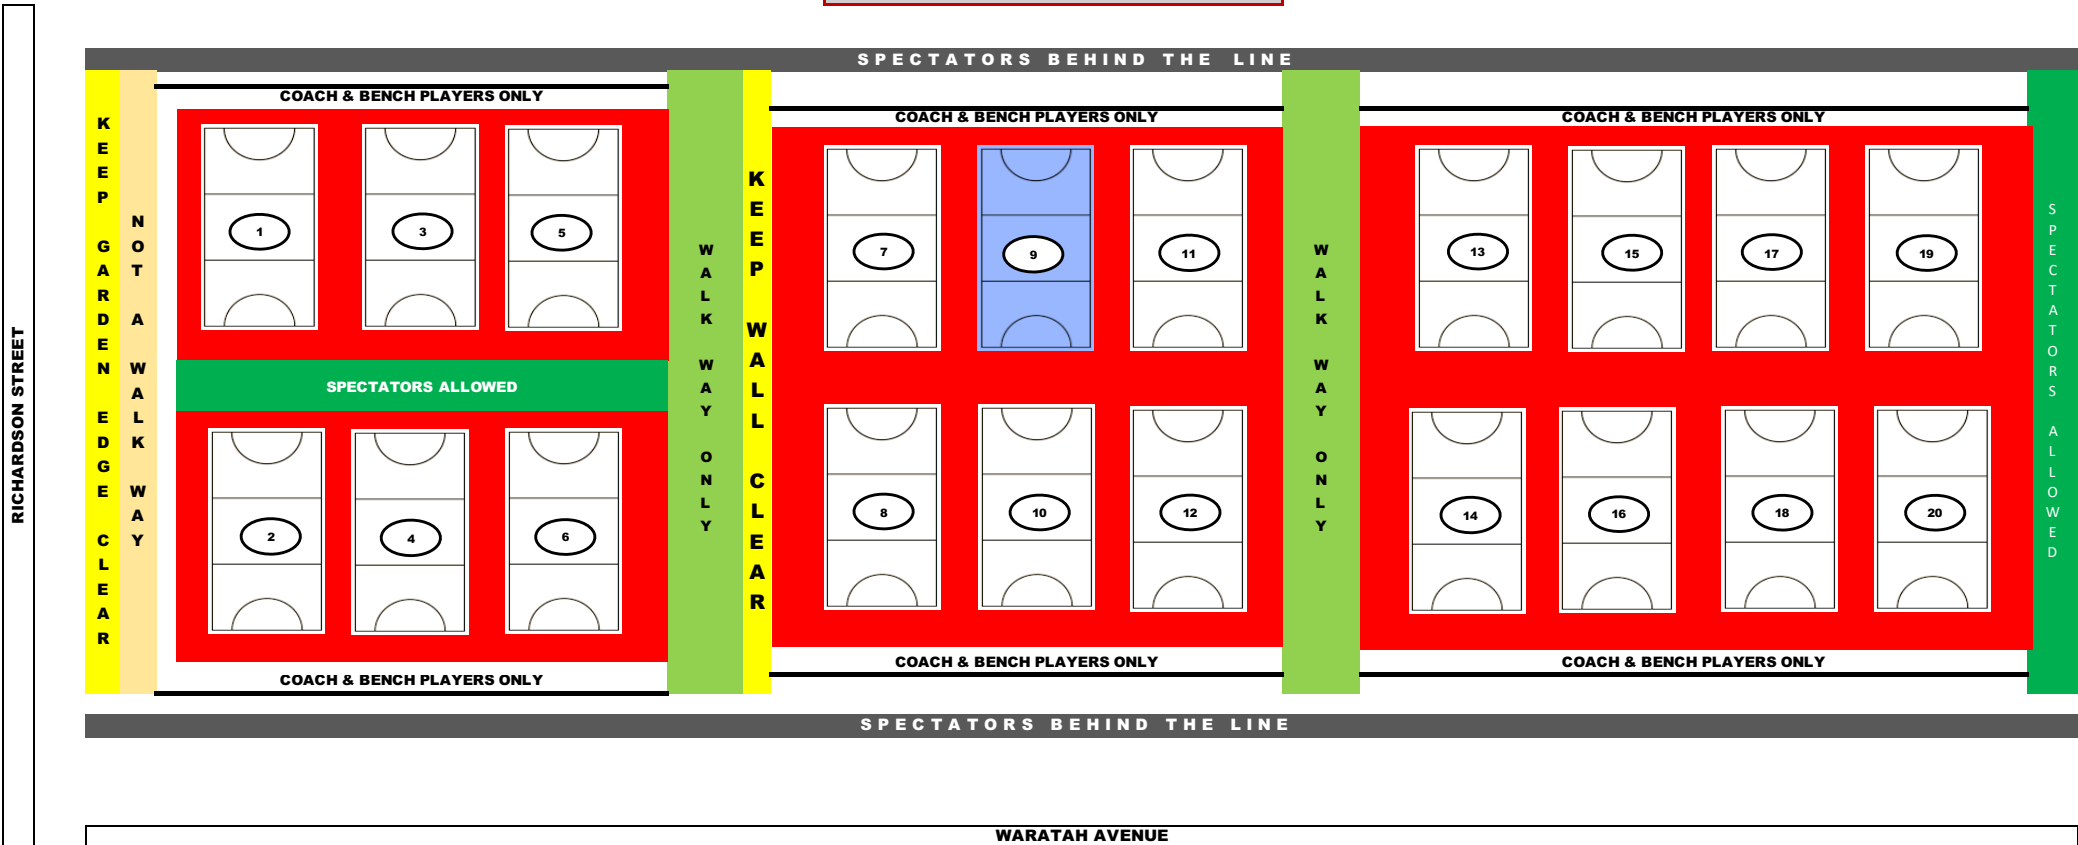 SPECTATORS BEHIND THE LINE
COACH & BENCH PLAYERS ONLY
COACH & BENCH PLAYERS ONLY
COACH & BENCH PLAYERS ONLY
RICHARDSON STREET
KEEP GARDEN EDGE CLEAR
NOT A WALK WAY
1
3
5
SPECTATORS ALLOWED
2
4
6
WALK WAY ONLY
KEEP WALL CLEAR
7
9
11
8
10
12
WALK WAY ONLY
13
15
17
19
14
16
18
20
SPECTATORS ALLOWED
COACH & BENCH PLAYERS ONLY
COACH & BENCH PLAYERS ONLY
COACH & BENCH PLAYERS ONLY
SPECTATORS BEHIND THE LINE
WARATAH AVENUE